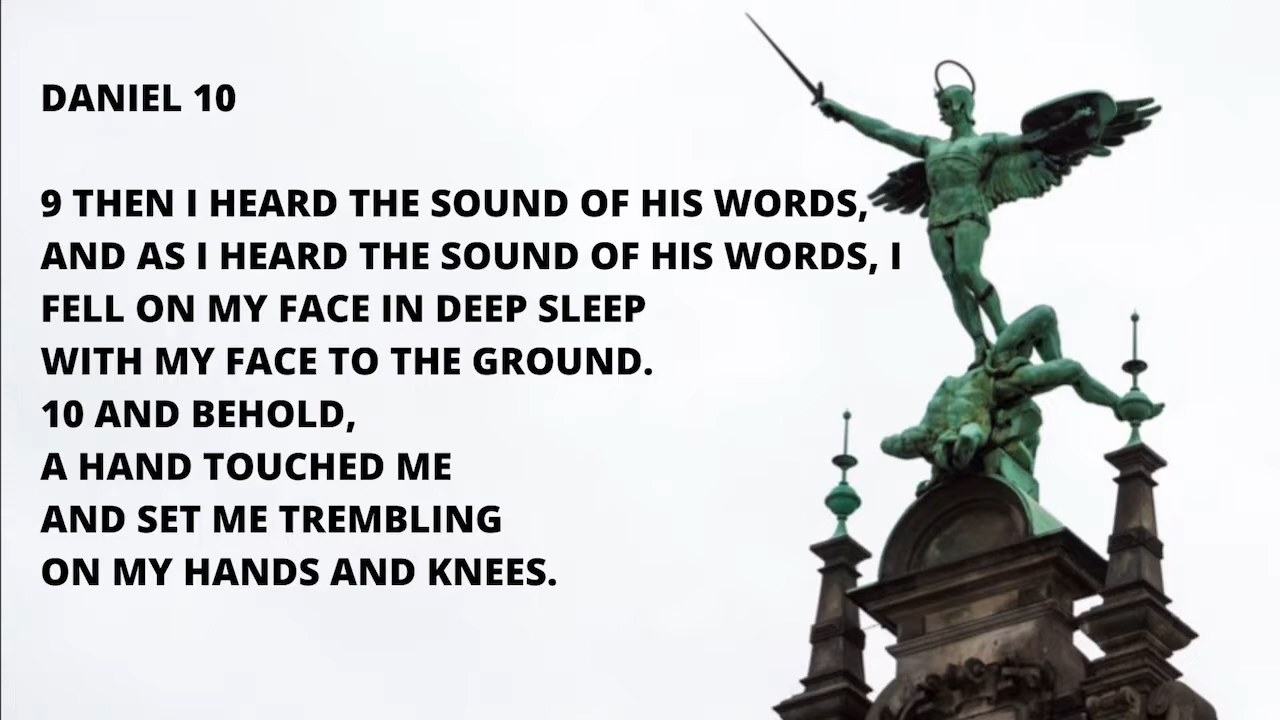 DANIEL 10
9 THEN I HEARD THE SOUND OF HIS WORDS,
AND AS I HEARD THE SOUND OF HIS WORDS, I
FELL ON MY FACE IN DEEP SLEEP
WITH MY FACE TO THE GROUND.
10 AND BEHOLD,
A HAND TOUCHED ME
AND SET ME TREMBLING
ON MY HANDS AND KNEES.